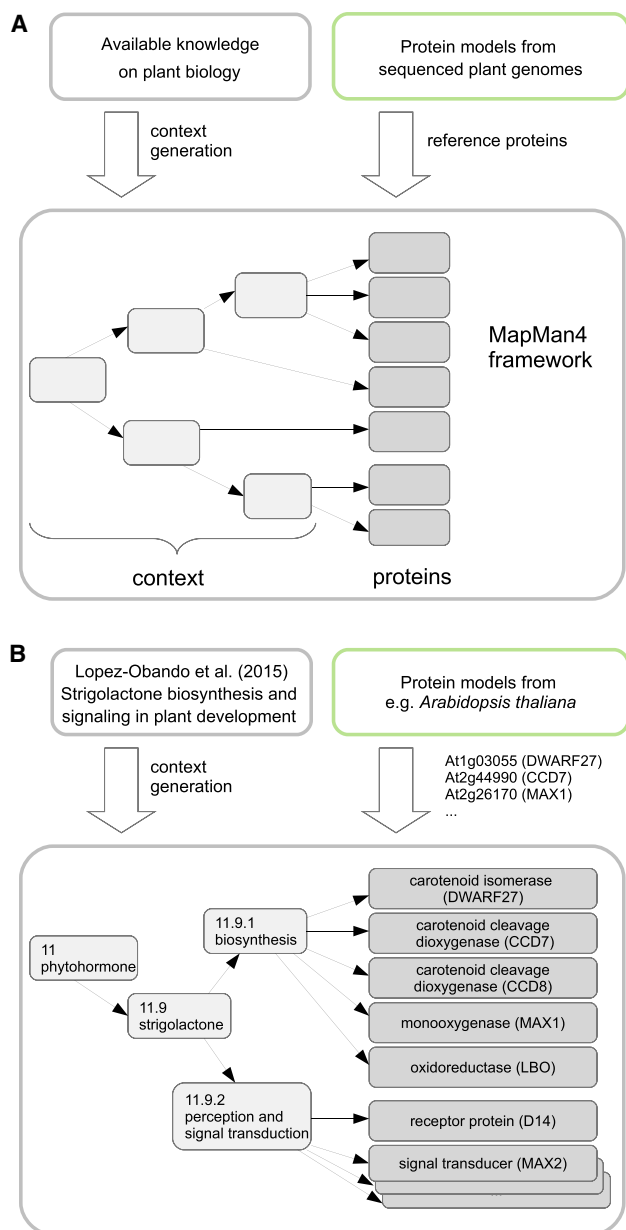 A
Available knowledge
on plant biology
Protein models from
sequenced plant genomes
context
generation
reference proteins
MapMan4
framework
context
proteins
B
Lopez-Obando et al. (2015)
Strigolactone biosynthesis and
signaling in plant development
Protein models from
e.g. Arabidopsis thaliana
context
generation
At1g03055 (DWARF27)
At2g44990 (CCD7)
At2g26170 (MAX1)
...
11
phytohormone
11.9
strigolactone
11.9.1
biosynthesis
11.9.2
perception and
signal transduction
carotenoid isomerase
(DWARF27)
carotenoid cleavage
dioxygenase (CCD7)
carotenoid cleavage
dioxygenase (CCD8)
monooxygenase (MAX1)
oxidoreductase (LBO)
receptor protein (D14)
signal transducer (MAX2)
...